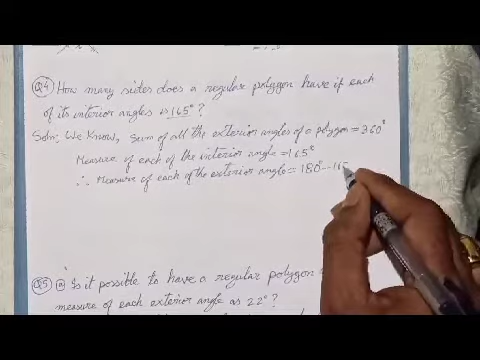 Q4 How many sides does a regular polygon have if each
of its interior angles is 165°?
Soln: We know, Sum of all the exterior angles of a polygon = 360°
Measure of each of the interior angle = 165°
∴ Measure of each of the exterior angle = 180° - 165
Q5 a Is it possible to have a regular polygon
measure of each exterior angle as 22°?